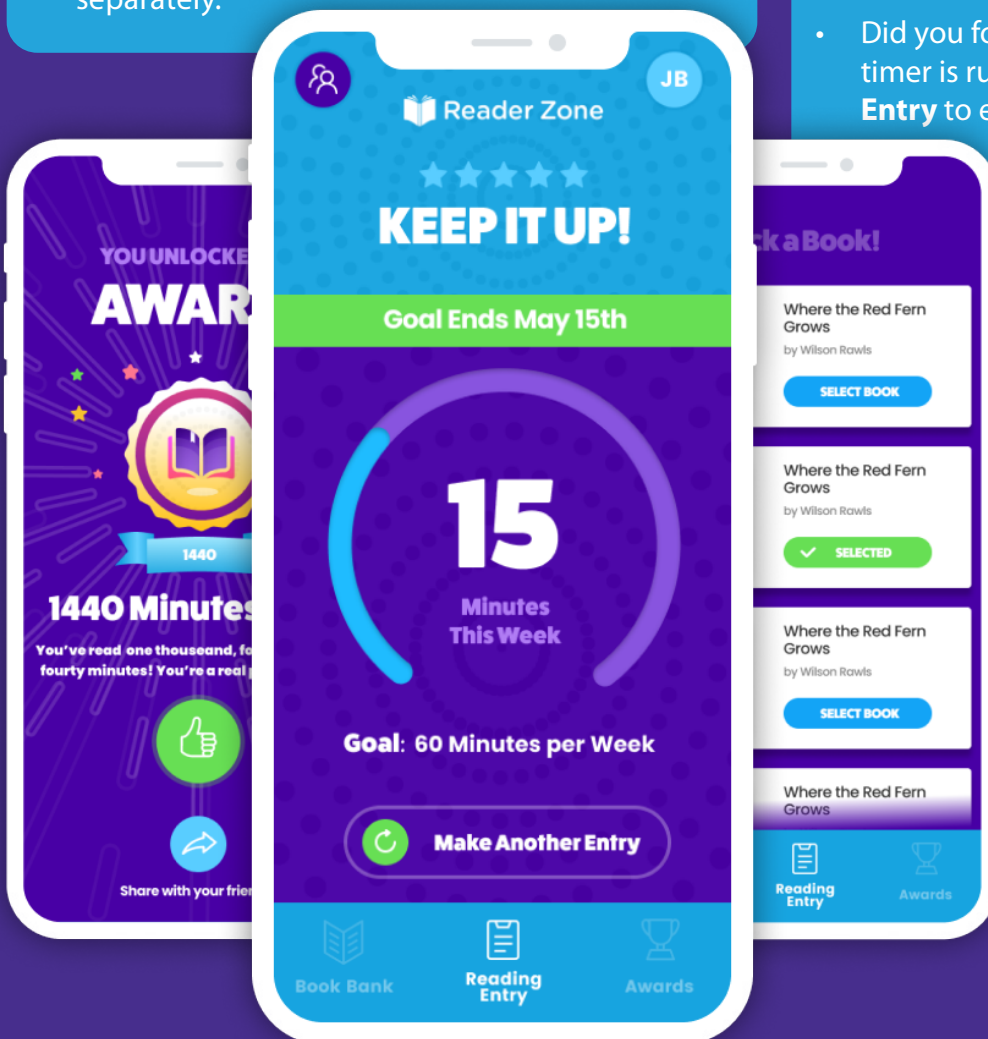 separately.
Did you fo
timer is ru
Entry to e
YOU UNLOCKE
AWAR
1440
1440 Minutes
You've read one thouseand, fo
fourty minutes! You're a real
Share with your frien
JB
Reader Zone
KEEP IT UP!
Goal Ends May 15th
15
Minutes
This Week
Goal: 60 Minutes per Week
Make Another Entry
Book Bank
Reading
Entry
Awards
ck a Book!
Where the Red Fern
Grows
by Wilson Rawls
SELECT BOOK
Where the Red Fern
Grows
by Wilson Rawls
SELECTED
Where the Red Fern
Grows
by Wilson Rawls
SELECT BOOK
Where the Red Fern
Grows
Reading
Entry
Awards